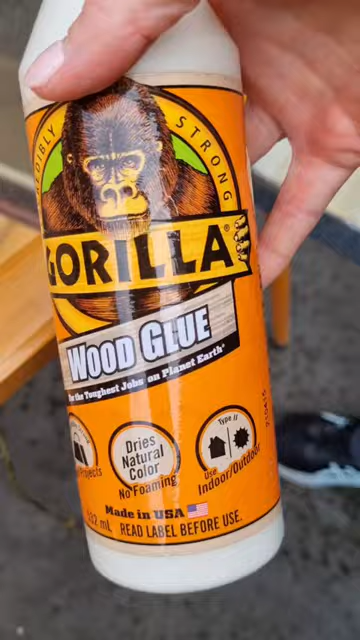 STRONG
GORILLA®
WOOD GLUE
For the Toughest Jobs on Planet Earth®
Type II
Dries
Natural
Color
No Foaming
Use
Indoor/Outdoor
Made in USA
mL READ LABEL BEFORE USE.